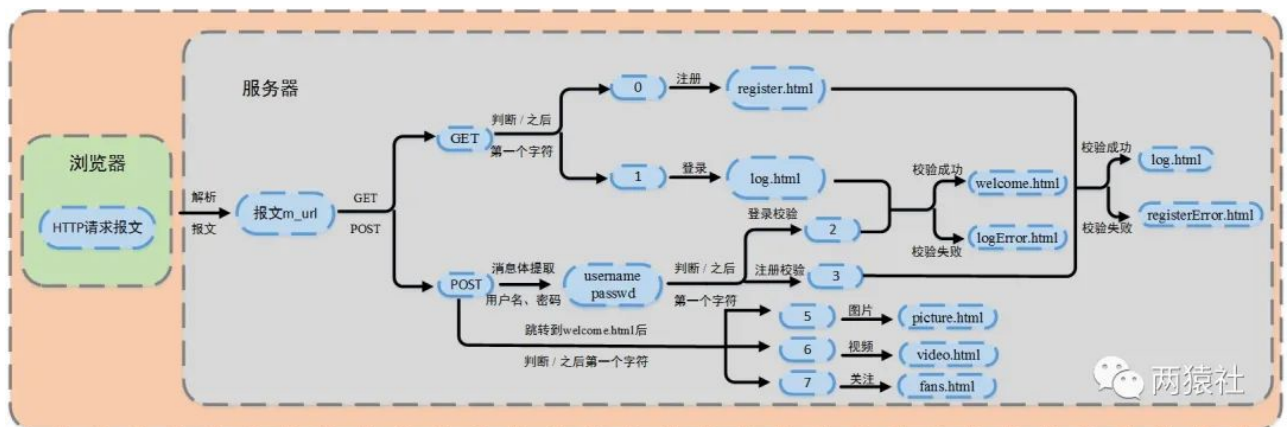 服务器
浏览器
HTTP请求报文
解析
报文
报文m_url
GET
POST
GET
判断 / 之后
第一个字符
0
注册
register.html
1
登录
log.html
POST
消息体提取
用户名、密码
username
passwd
判断 / 之后
第一个字符
登录校验
2
注册校验
3
校验成功
welcome.html
校验失败
logError.html
校验成功
log.html
校验失败
registerError.html
跳转到welcome.html后
判断 / 之后第一个字符
5
图片
picture.html
6
视频
video.html
7
关注
fans.html
两猿社